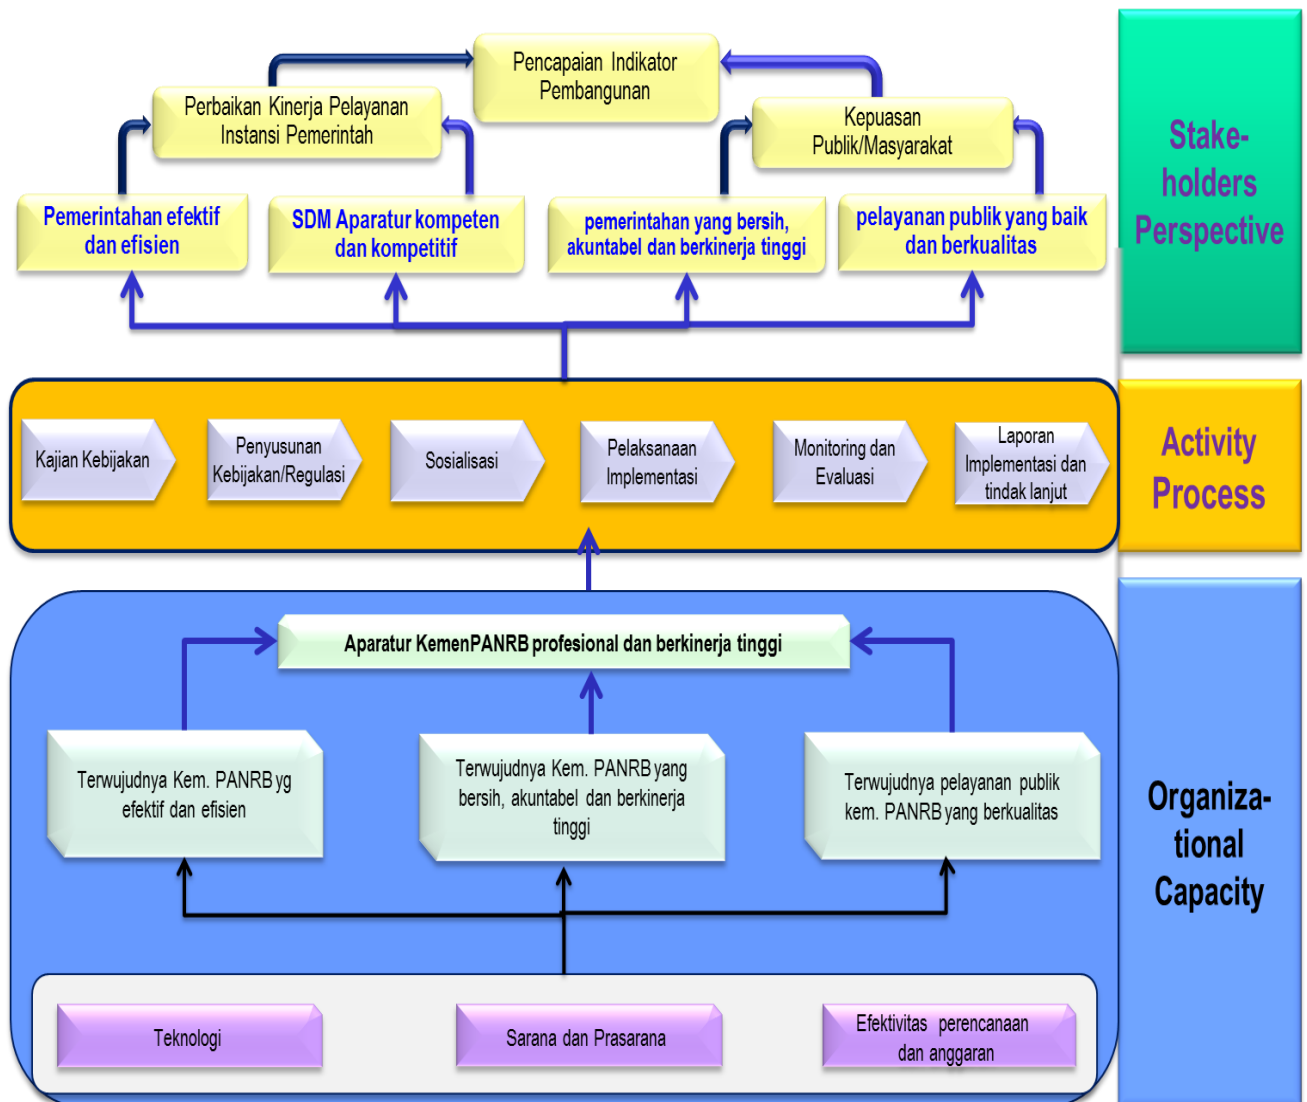 Pencapaian Indikator
Pembangunan
Perbaikan Kinerja Pelayanan
Instansi Pemerintah
Kepuasan
Publik/Masyarakat
Pemerintahan efektif
dan efisien
SDM Aparatur kompeten
dan kompetitif
pemerintahan yang bersih,
akuntabel dan berkinerja tinggi
pelayanan publik yang baik
dan berkualitas
Stake-
holders
Perspective
Kajian Kebijakan
Penyusunan
Kebijakan/Regulasi
Sosialisasi
Pelaksanaan
Implementasi
Monitoring dan
Evaluasi
Laporan
Implementasi dan
tindak lanjut
Activity
Process
Aparatur KemenPANRB profesional dan berkinerja tinggi
Terwujudnya Kem. PANRB yg
efektif dan efisien
Terwujudnya Kem. PANRB yang
bersih, akuntabel dan berkinerja
tinggi
Terwujudnya pelayanan publik
kem. PANRB yang berkualitas
Organiza-
tional
Capacity
Teknologi
Sarana dan Prasarana
Efektivitas perencanaan
dan anggaran